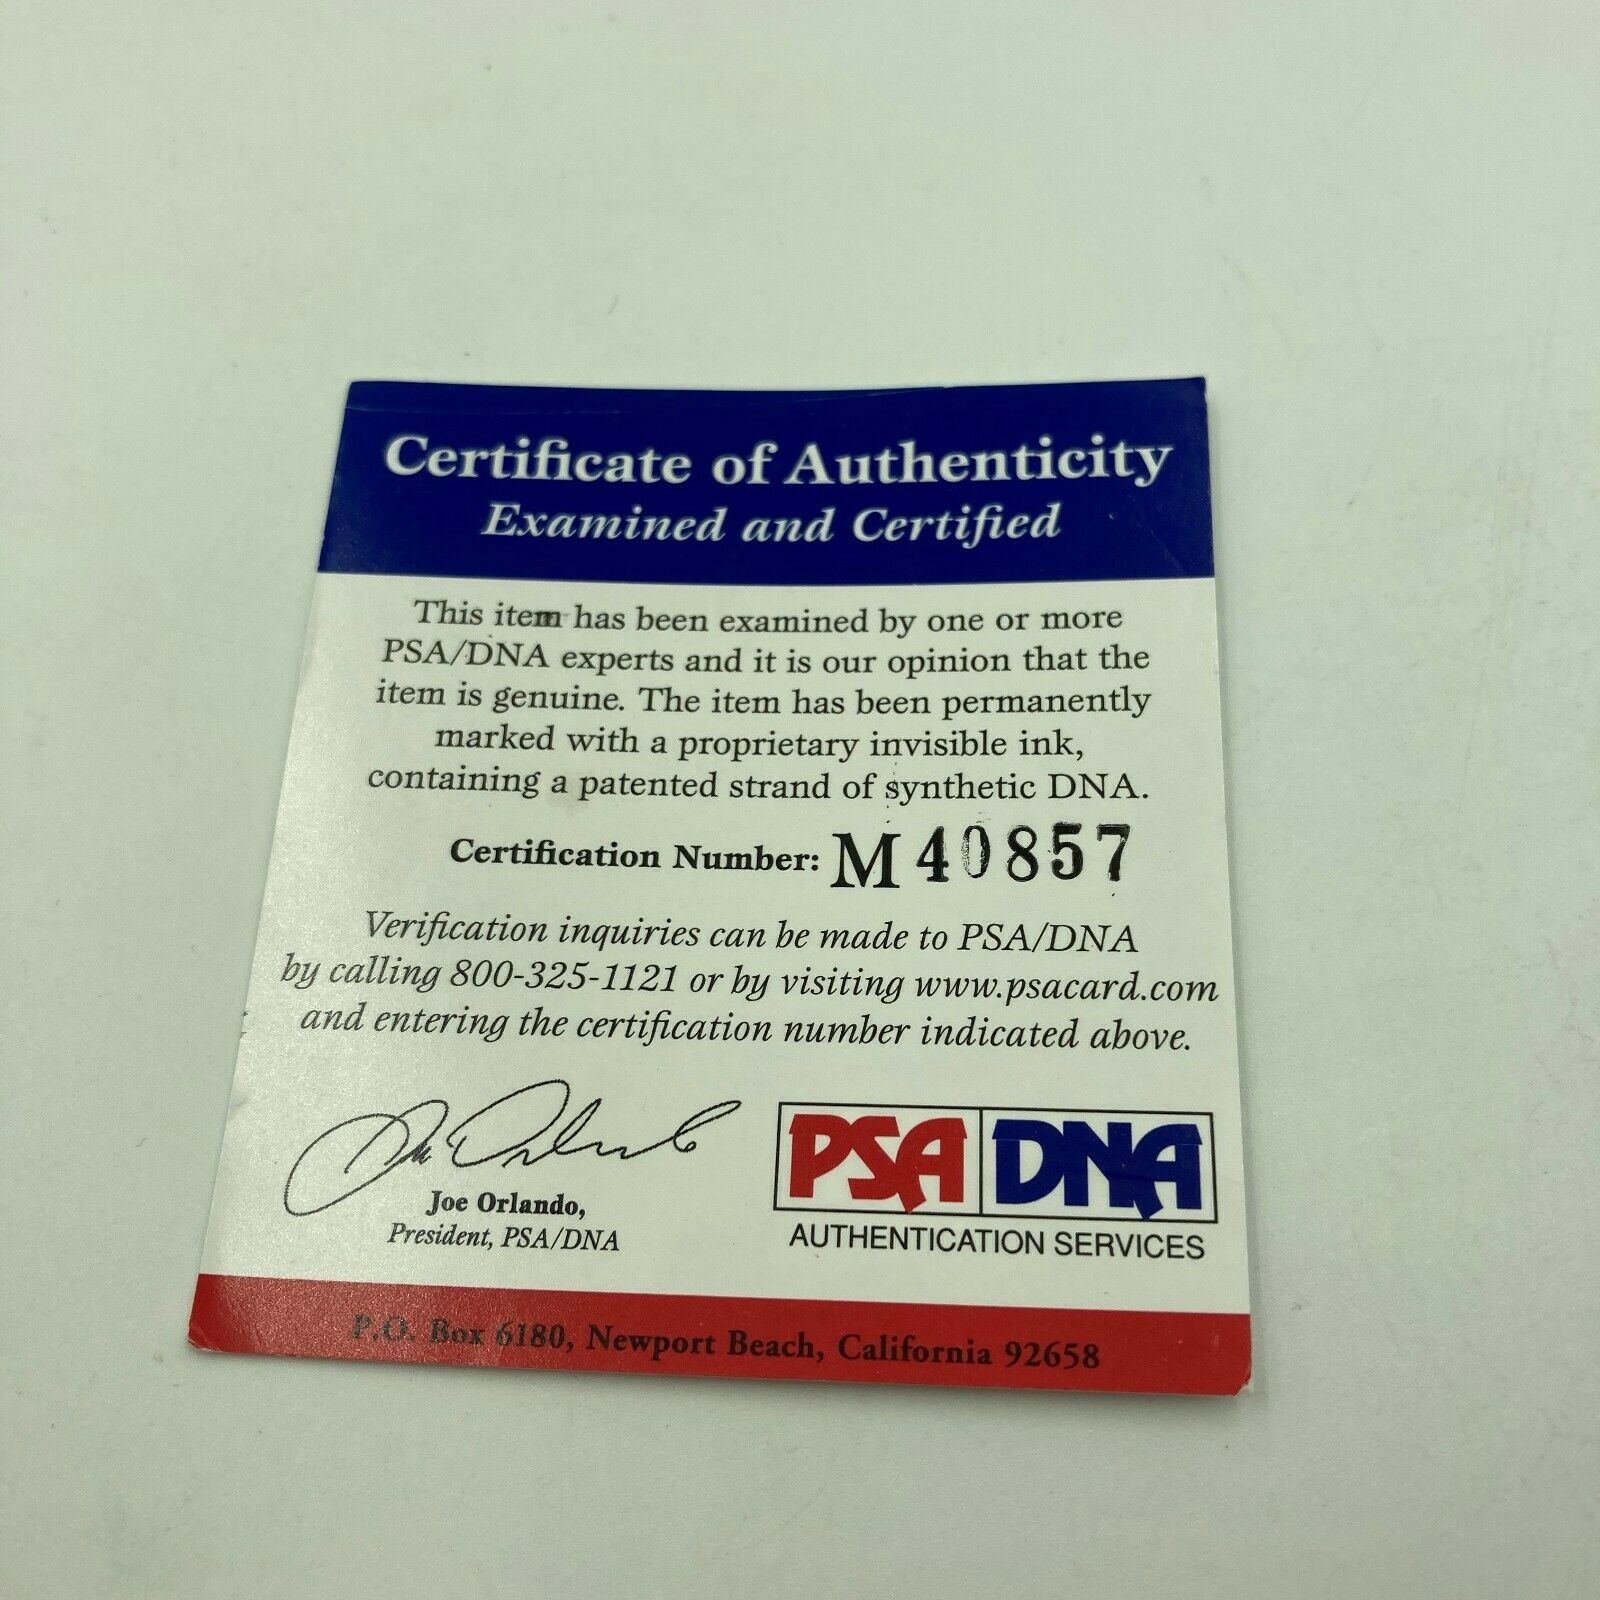 Certificate of Authenticity
Examined and Certified
This item has been examined by one or more
PSA/DNA experts and it is our opinion that the
item is genuine. The item has been permanently
marked with a proprietary invisible ink,
containing a patented strand of synthetic DNA.
Certification Number: M40857
Verification inquiries can be made to PSA/DNA
by calling 800-325-1121 or by visiting www.psacard.com
and entering the certification number indicated above.
Joe Orlando,
President, PSA/DNA
PSA DNA
AUTHENTICATION SERVICES
P.O. Box 6180, Newport Beach, California 92658